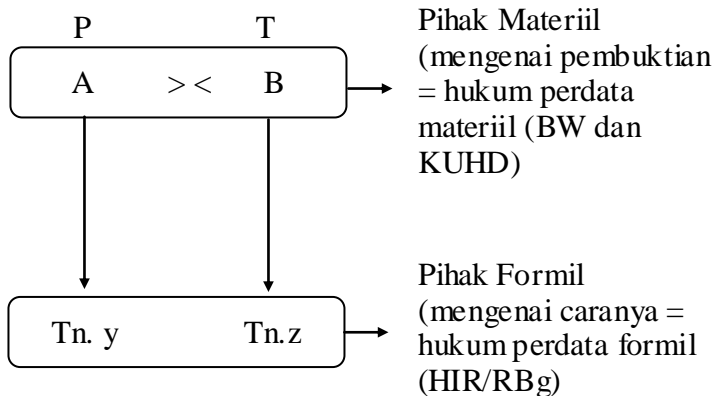 P T
A > < B
Pihak Materiil
(mengenai pembuktian
= hukum perdata
materiil (BW dan
KUHD)
Tn. y Tn.z
Pihak Formil
(mengenai caranya =
hukum perdata formil
(HIR/RBg)